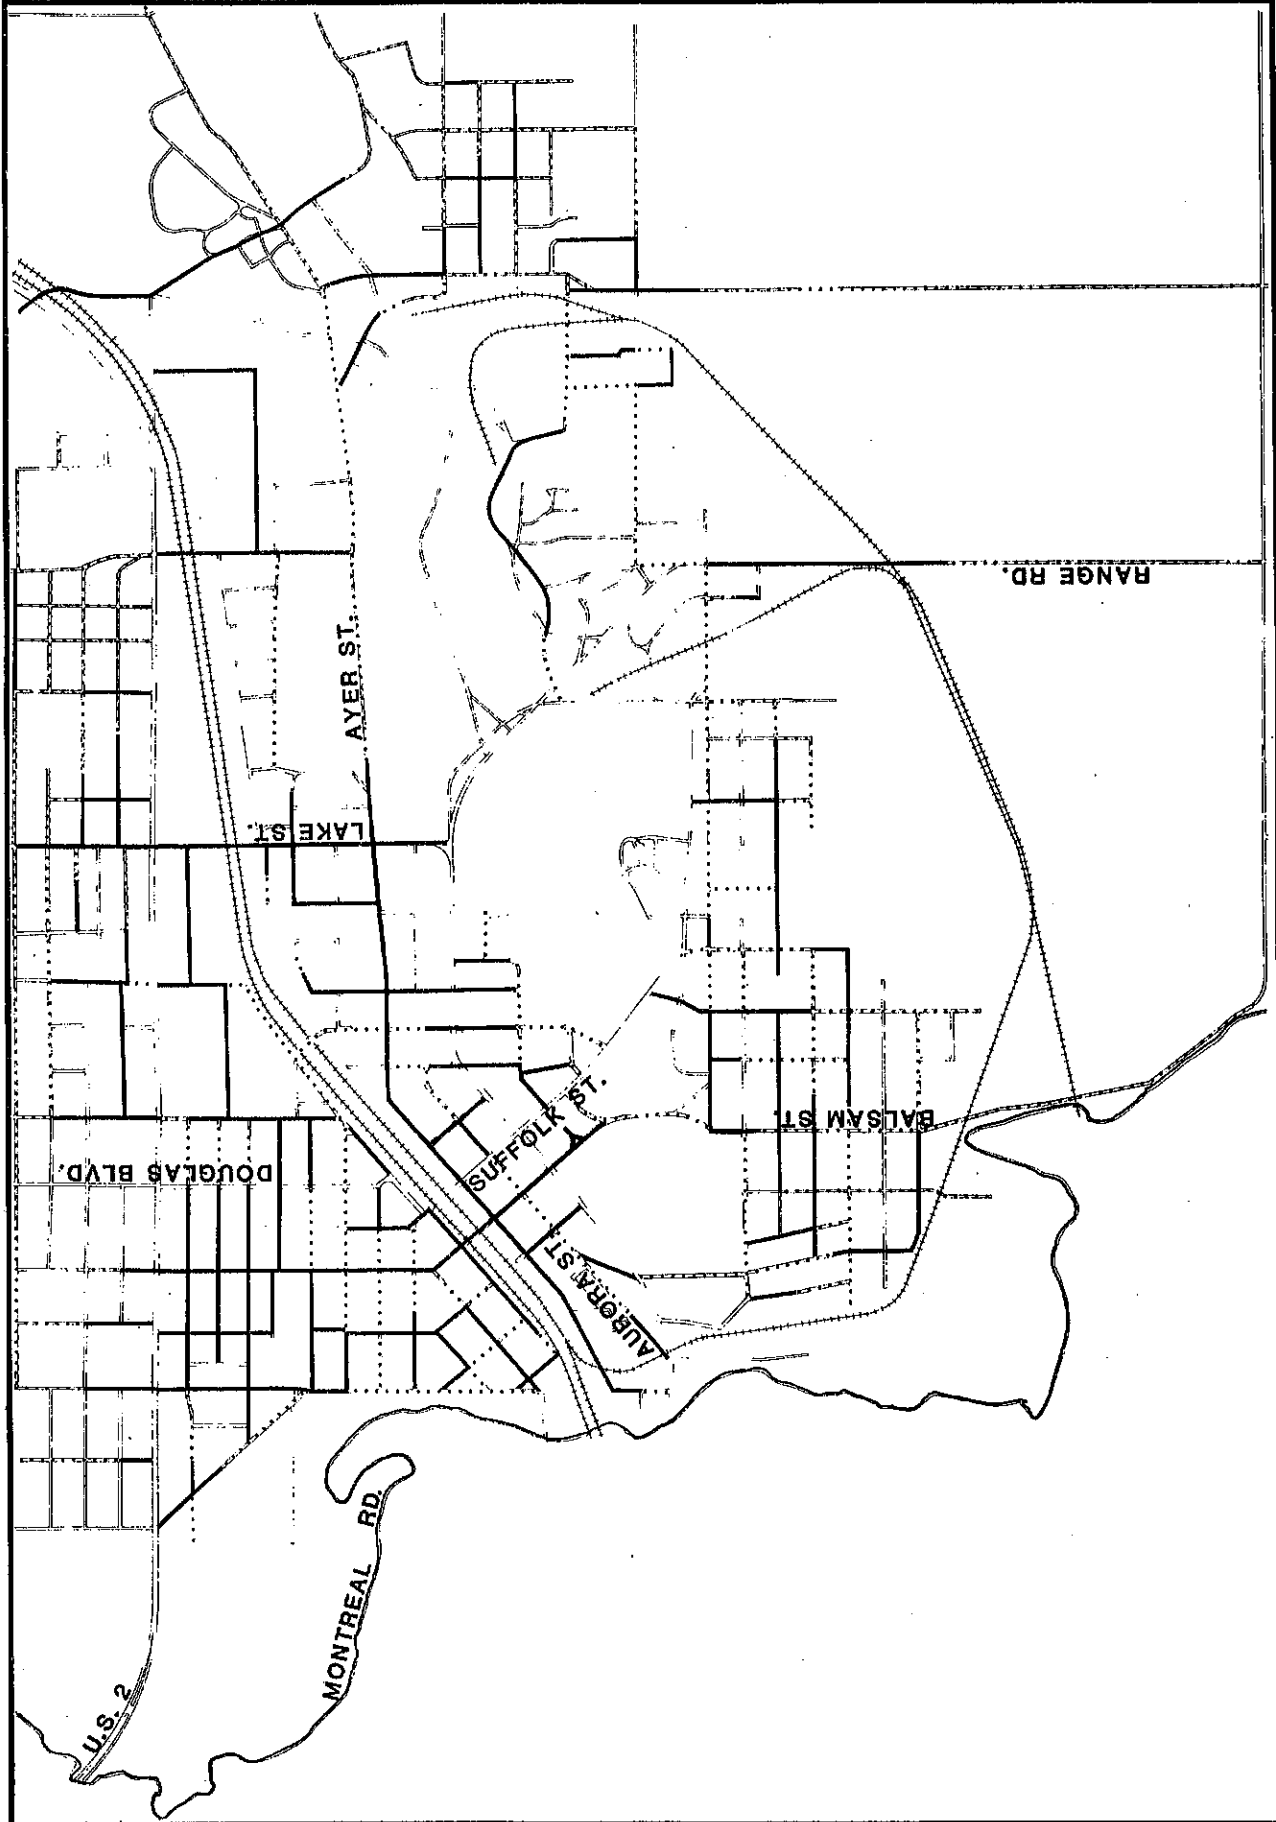 RANGE RD.
AYER ST.
LAKE ST.
SUFFOLK ST.
BALSAM ST.
DOUGLAS BLVD.
AURORA ST.
MONTREAL RD.
U.S. 2